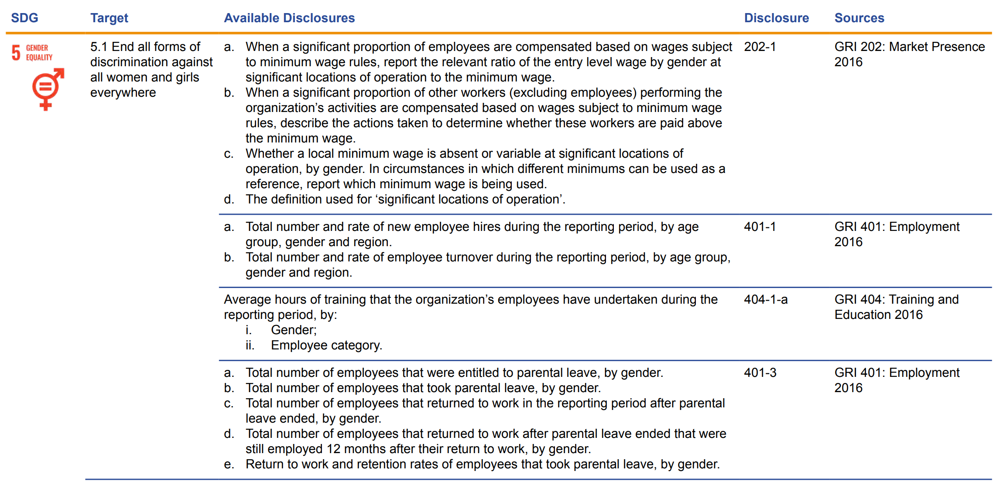 SDG Target Available Disclosures Disclosure Sources
5 GENDER EQUALITY
5.1 End all forms of
discrimination against
all women and girls
everywhere
a. When a significant proportion of employees are compensated based on wages subject
to minimum wage rules, report the relevant ratio of the entry level wage by gender at
significant locations of operation to the minimum wage.
b. When a significant proportion of other workers (excluding employees) performing the
organization’s activities are compensated based on wages subject to minimum wage
rules, describe the actions taken to determine whether these workers are paid above
the minimum wage.
c. Whether a local minimum wage is absent or variable at significant locations of
operation, by gender. In circumstances in which different minimums can be used as a
reference, report which minimum wage is being used.
d. The definition used for ‘significant locations of operation’.
202-1
GRI 202: Market Presence
2016
a. Total number and rate of new employee hires during the reporting period, by age
group, gender and region.
b. Total number and rate of employee turnover during the reporting period, by age group,
gender and region.
401-1
GRI 401: Employment
2016
Average hours of training that the organization’s employees have undertaken during the
reporting period, by:
i. Gender;
ii. Employee category.
404-1-a
GRI 404: Training and
Education 2016
a. Total number of employees that were entitled to parental leave, by gender.
b. Total number of employees that took parental leave, by gender.
c. Total number of employees that returned to work in the reporting period after parental
leave ended, by gender.
d. Total number of employees that returned to work after parental leave ended that were
still employed 12 months after their return to work, by gender.
e. Return to work and retention rates of employees that took parental leave, by gender.
401-3
GRI 401: Employment
2016